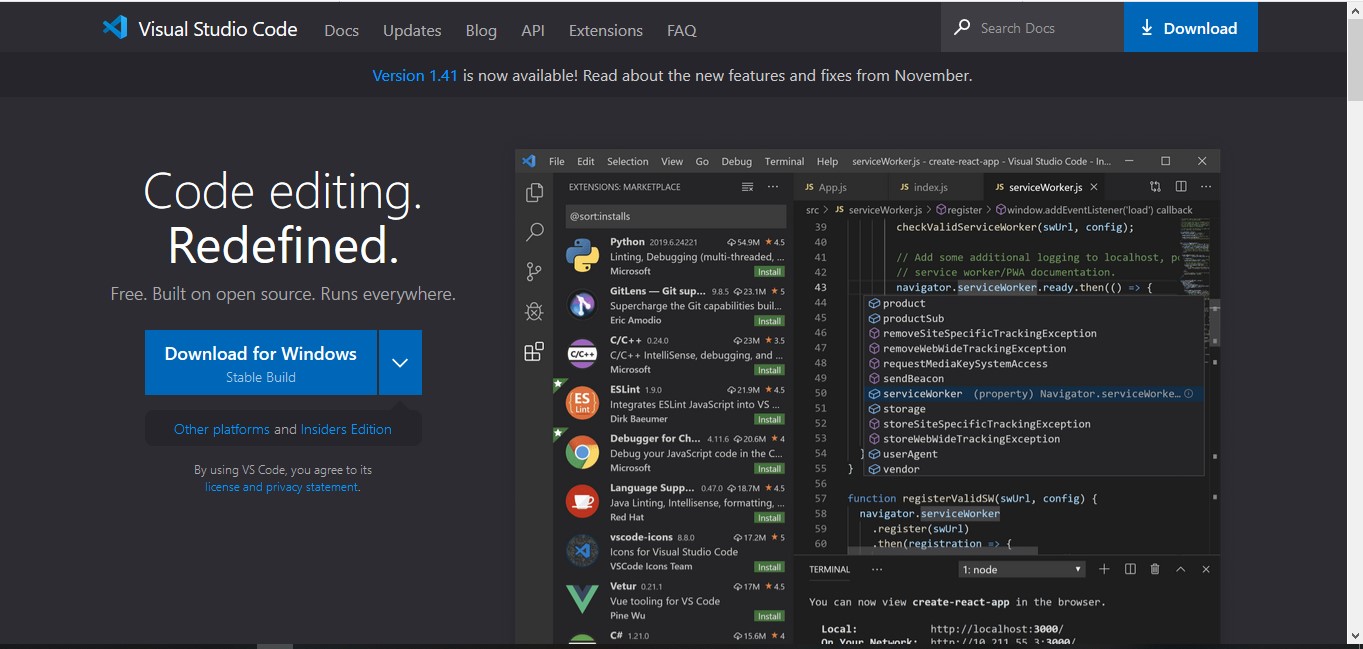 Visual Studio Code Docs Updates Blog API Extensions FAQ Search Docs Download
Version 1.41 is now available! Read about the new features and fixes from November.
Code editing.
Redefined.
Free. Built on open source. Runs everywhere.
Download for Windows
Stable Build
Other platforms and Insiders Edition
By using VS Code, you agree to its
license and privacy statement.
File Edit Selection View Go Debug Terminal Help serviceWorker.js - create-react-app - Visual Studio Code - In...
EXTENSIONS: MARKETPLACE
@sort:installs
Python 2019.6.24221 54.9M ★ 4.5
Linting, Debugging (multi-threaded, ...
Microsoft Install
GitLens — Git sup... 9.8.5 23.1M ★ 5
Supercharge the Git capabilities buil...
Eric Amodio Install
C/C++
C/C++ 0.24.0 23M ★ 3.5
C/C++ IntelliSense, debugging, and ...
Microsoft Install
ES
Lint
ESLint 1.9.0 21.9M ★ 4.5
Integrates ESLint JavaScript into VS ...
Dirk Baeumer Install
Debugger for Ch... 4.11.6 20.6M ★ 4
Debug your JavaScript code in the C...
Microsoft Install
Language Supp... 0.47.0 18.7M ★ 4.5
Java Linting, Intellisense, formatting, ...
Red Hat Install
vscode-icons 8.8.0 17.2M ★ 5
Icons for Visual Studio Code
VSCode Icons Team Install
Vetur 0.21.1 17M ★ 4.5
Vue tooling for VS Code
Pine Wu Install
C# 1.21.0 15.6M ★ 4
JS App.js JS index.js JS serviceWorker.js
src > JS serviceWorker.js > register > window.addEventListener('load') callback
39 checkValidServiceWorker(swUrl, config);
40
41 // Add some additional logging to localhost, p
42 // service worker/PWA documentation.
43 navigator.serviceWorker.ready.then(() => {
44 product
45 productSub
46 removeSiteSpecificTrackingException
47 removeWebWideTrackingException
48 requestMediaKeySystemAccess
49 sendBeacon
50 serviceWorker (property) Navigator.serviceWorke...
51 storage
52 storeSiteSpecificTrackingException
53 storeWebWideTrackingException
54 } userAgent
55 } vendor
56
57 function registerValidSW(swUrl, config) {
58 navigator.serviceWorker
59 .register(swUrl)
60 .then(registration => {
TERMINAL ... 1: node
You can now view create-react-app in the browser.
Local: http://localhost:3000/
On Your Network: http://10.211.55.3:3000/